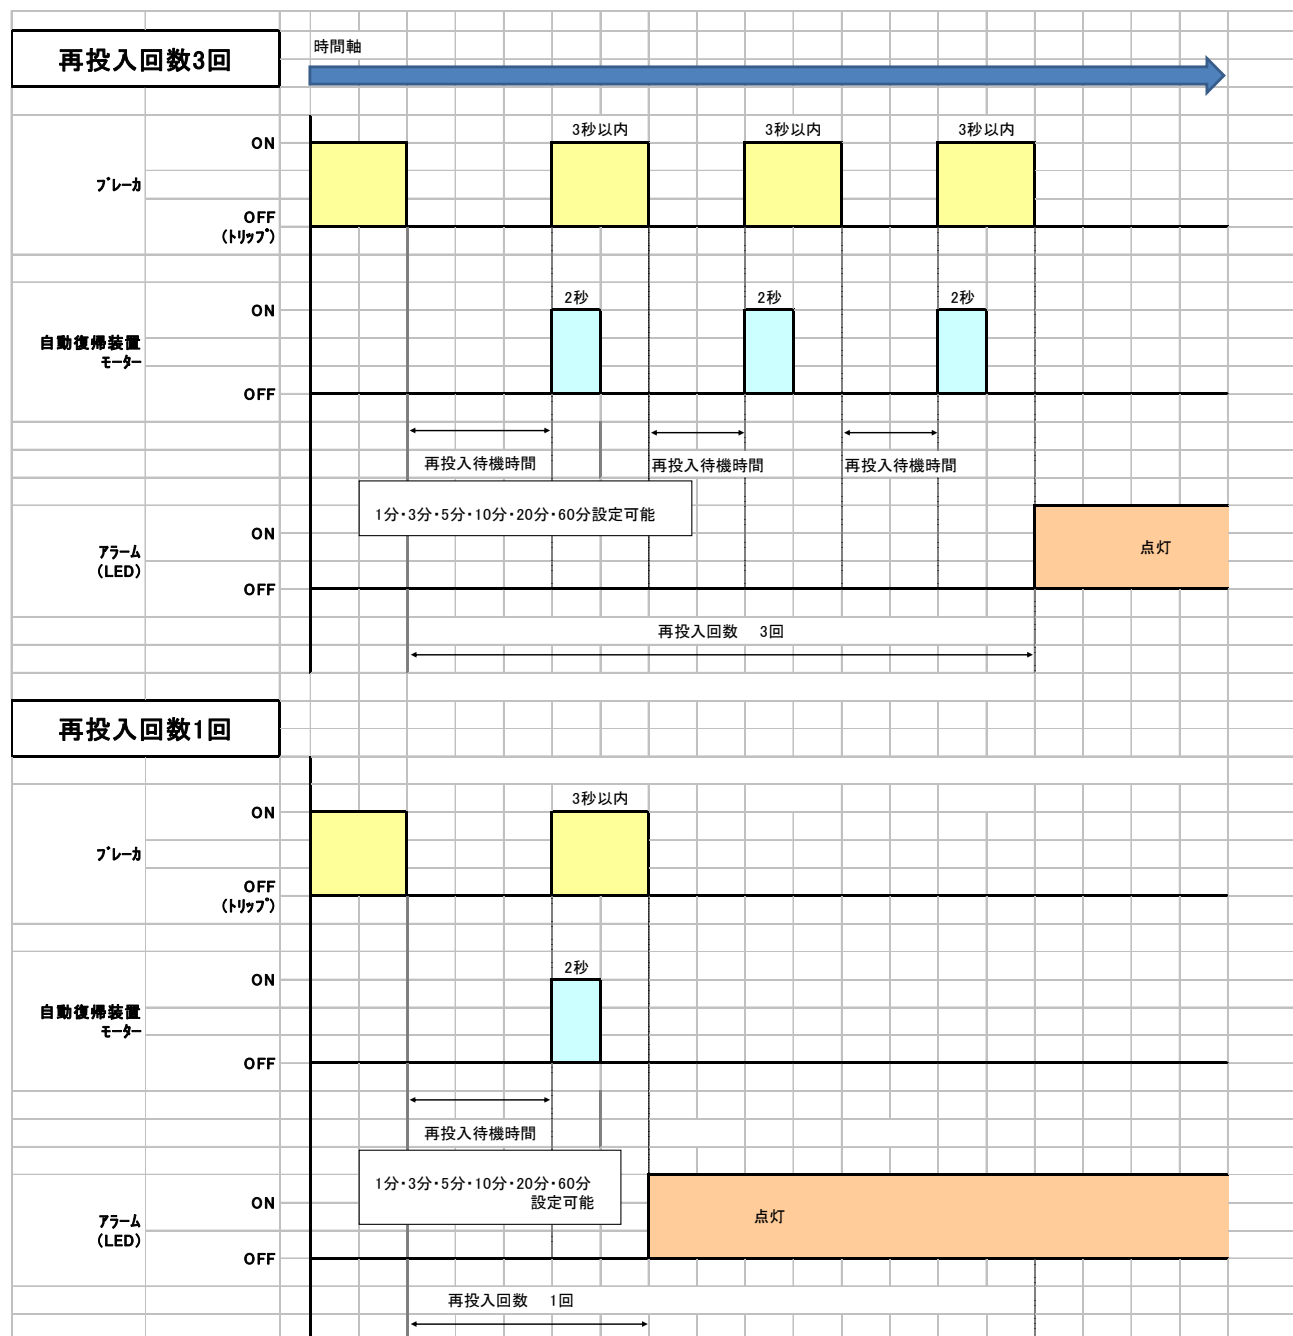 再投入回数3回
時間軸
3秒以内
3秒以内
3秒以内
ON
ﾌﾞﾚｰｶ
OFF
(ﾄﾘｯﾌﾟ)
2秒
2秒
2秒
ON
自動復帰装置
ﾓｰﾀｰ
OFF
再投入待機時間
再投入待機時間
再投入待機時間
1分・3分・5分・10分・20分・60分設定可能
ON
点灯
ｱﾗｰﾑ
(LED)
OFF
再投入回数　3回
再投入回数1回
3秒以内
ON
ﾌﾞﾚｰｶ
OFF
(ﾄﾘｯﾌﾟ)
2秒
ON
自動復帰装置
ﾓｰﾀｰ
OFF
再投入待機時間
1分・3分・5分・10分・20分・60分
設定可能
ON
点灯
ｱﾗｰﾑ
(LED)
OFF
再投入回数　1回